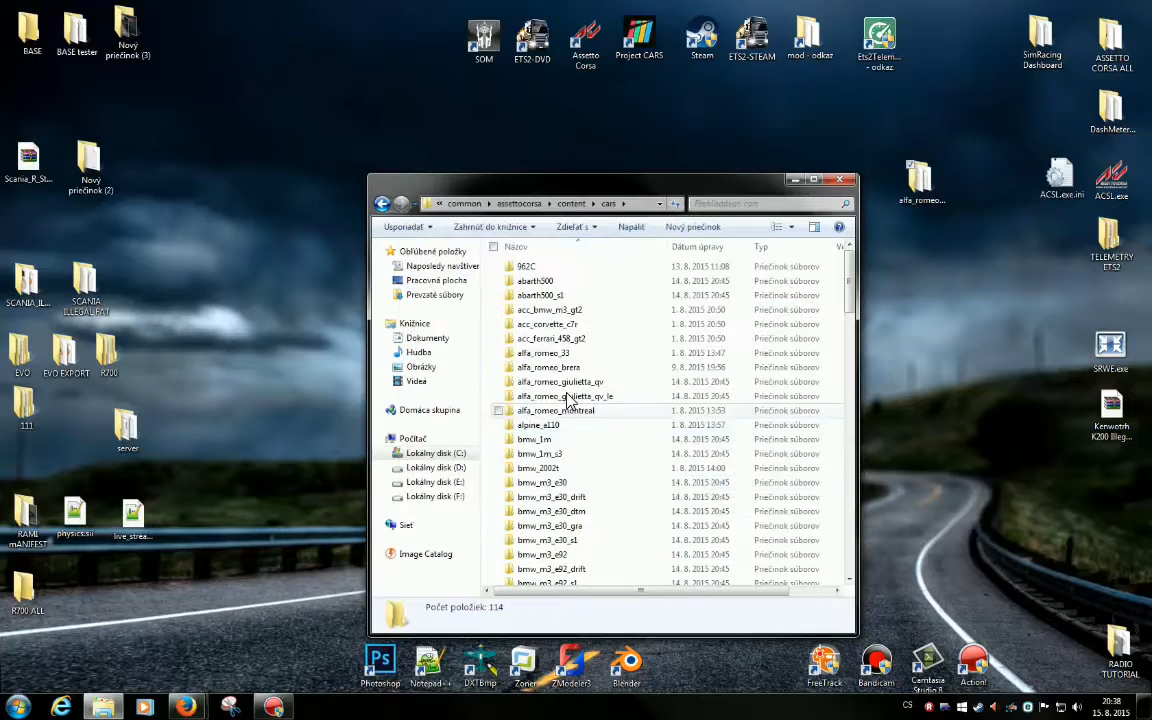 BASE
BASE tester
Nový
priečinok (3)
SOM
ETS2-DVD
Assetto
Corsa
Project CARS
Steam
ETS2-STEAM
mod - odkaz
Ets2Telem...
- odkaz
SimRacing
Dashboard
ASSETTO
CORSA ALL
DashMeter...
Scania_R_St...
Nový
priečinok (2)
alfa_romeo...
ACSL.exe.ini
ACSL.exe
TELEMETRY
ETS2
SCANIA_IL...
SCANIA
ILLEGAL FAT
EVO
EVO EXPORT
R700
SRWE.exe
111
server
Kenwotrh
K200 Illeg...
RAMI
mANIFEST
physics.sii
live_strea...
R700 ALL
RADIO
TUTORIAL
« common assettocorsa content cars
Prehľadávať: cars
Usporiadať
Zahrnúť do knižnice
Zdieľať s
Napáliť
Nový priečinok
Obľúbené položky
Naposledy navštíver
Pracovná plocha
Prevzaté súbory
Knižnice
Dokumenty
Hudba
Obrázky
Videá
Domáca skupina
Počítač
Lokálny disk (C:)
Lokálny disk (D:)
Lokálny disk (E:)
Lokálny disk (F:)
Sieť
Image Catalog
Názov Dátum úpravy Typ Ve
962C 13. 8. 2015 11:08 Priečinok súborov
abarth500 14. 8. 2015 20:45 Priečinok súborov
abarth500_s1 14. 8. 2015 20:45 Priečinok súborov
acc_bmw_m3_gt2 1. 8. 2015 20:50 Priečinok súborov
acc_corvette_c7r 1. 8. 2015 20:50 Priečinok súborov
acc_ferrari_458_gt2 1. 8. 2015 20:50 Priečinok súborov
alfa_romeo_33 1. 8. 2015 13:47 Priečinok súborov
alfa_romeo_brera 9. 8. 2015 19:56 Priečinok súborov
alfa_romeo_giulietta_qv 14. 8. 2015 20:45 Priečinok súborov
alfa_romeo_giulietta_qv_le 14. 8. 2015 20:45 Priečinok súborov
alfa_romeo_montreal 1. 8. 2015 13:53 Priečinok súborov
alpine_a110 1. 8. 2015 13:57 Priečinok súborov
bmw_1m 14. 8. 2015 20:45 Priečinok súborov
bmw_1m_s3 14. 8. 2015 20:45 Priečinok súborov
bmw_2002t 1. 8. 2015 14:00 Priečinok súborov
bmw_m3_e30 14. 8. 2015 20:45 Priečinok súborov
bmw_m3_e30_drift 14. 8. 2015 20:45 Priečinok súborov
bmw_m3_e30_dtm 14. 8. 2015 20:45 Priečinok súborov
bmw_m3_e30_gra 14. 8. 2015 20:45 Priečinok súborov
bmw_m3_e30_s1 14. 8. 2015 20:45 Priečinok súborov
bmw_m3_e92 14. 8. 2015 20:45 Priečinok súborov
bmw_m3_e92_drift 14. 8. 2015 20:45 Priečinok súborov
bmw_m3_e92_s1 14. 8. 2015 20:45 Priečinok súborov
Počet položiek: 114
Ps
Photoshop
Notepad++
DXTBmp
Zoner...
ZModeler3
Blender
FreeTrack
Bandicam
Camtasia
Studio 8
Action!
CS
20:38
15. 8. 2015